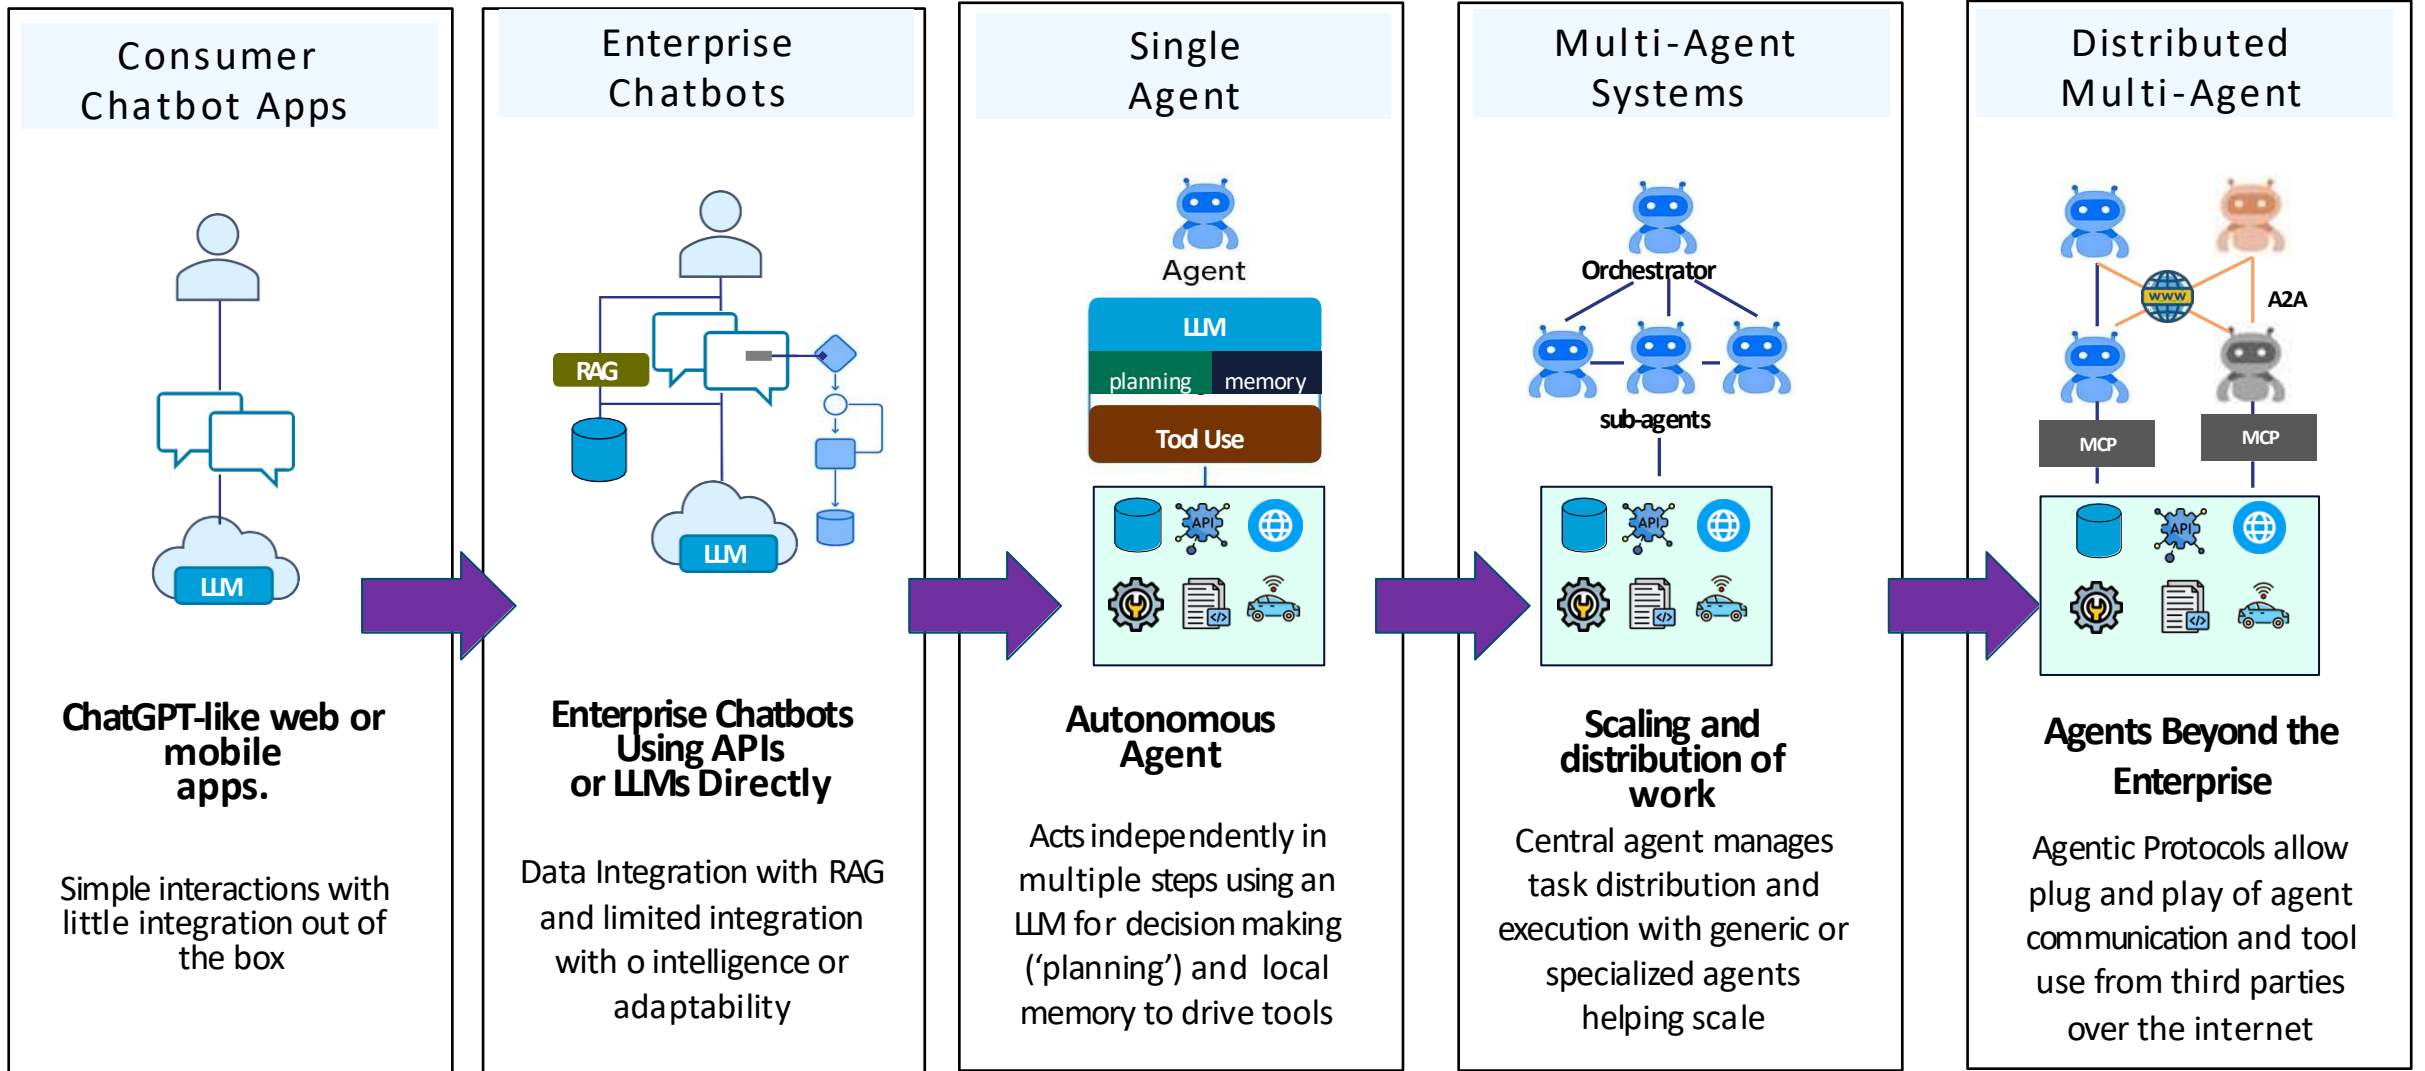 Consumer
Chatbot Apps
LLM
ChatGPT-like web or
mobile
apps.
Simple interactions with
little integration out of
the box
Enterprise
Chatbots
RAG
LLM
Enterprise Chatbots
Using APIs
or LLMs Directly
Data Integration with RAG
and limited integration
with o intelligence or
adaptability
Single
Agent
Agent
LLM
planning
memory
Tool Use
API
</>
Autonomous
Agent
Acts independently in
multiple steps using an
LLM for decision making
(‘planning’) and local
memory to drive tools
Multi-Agent
Systems
Orchestrator
sub-agents
API
</>
Scaling and
distribution of
work
Central agent manages
task distribution and
execution with generic or
specialized agents
helping scale
Distributed
Multi-Agent
www
A2A
MCP
MCP
API
</>
Agents Beyond the
Enterprise
Agentic Protocols allow
plug and play of agent
communication and tool
use from third parties
over the internet